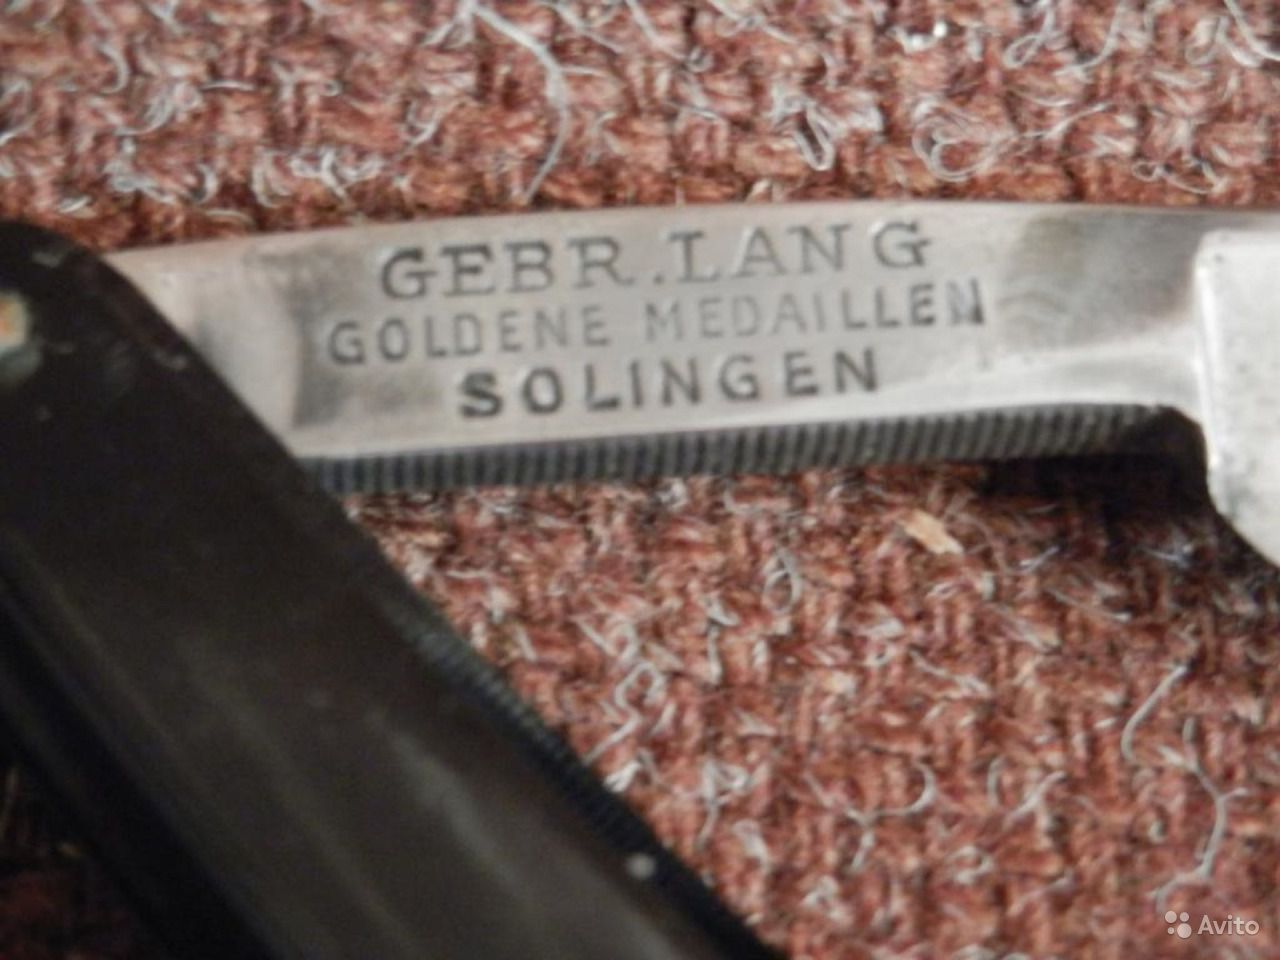 GEBR. LANG
GOLDENE MEDAILLEN
SOLINGEN
Avito